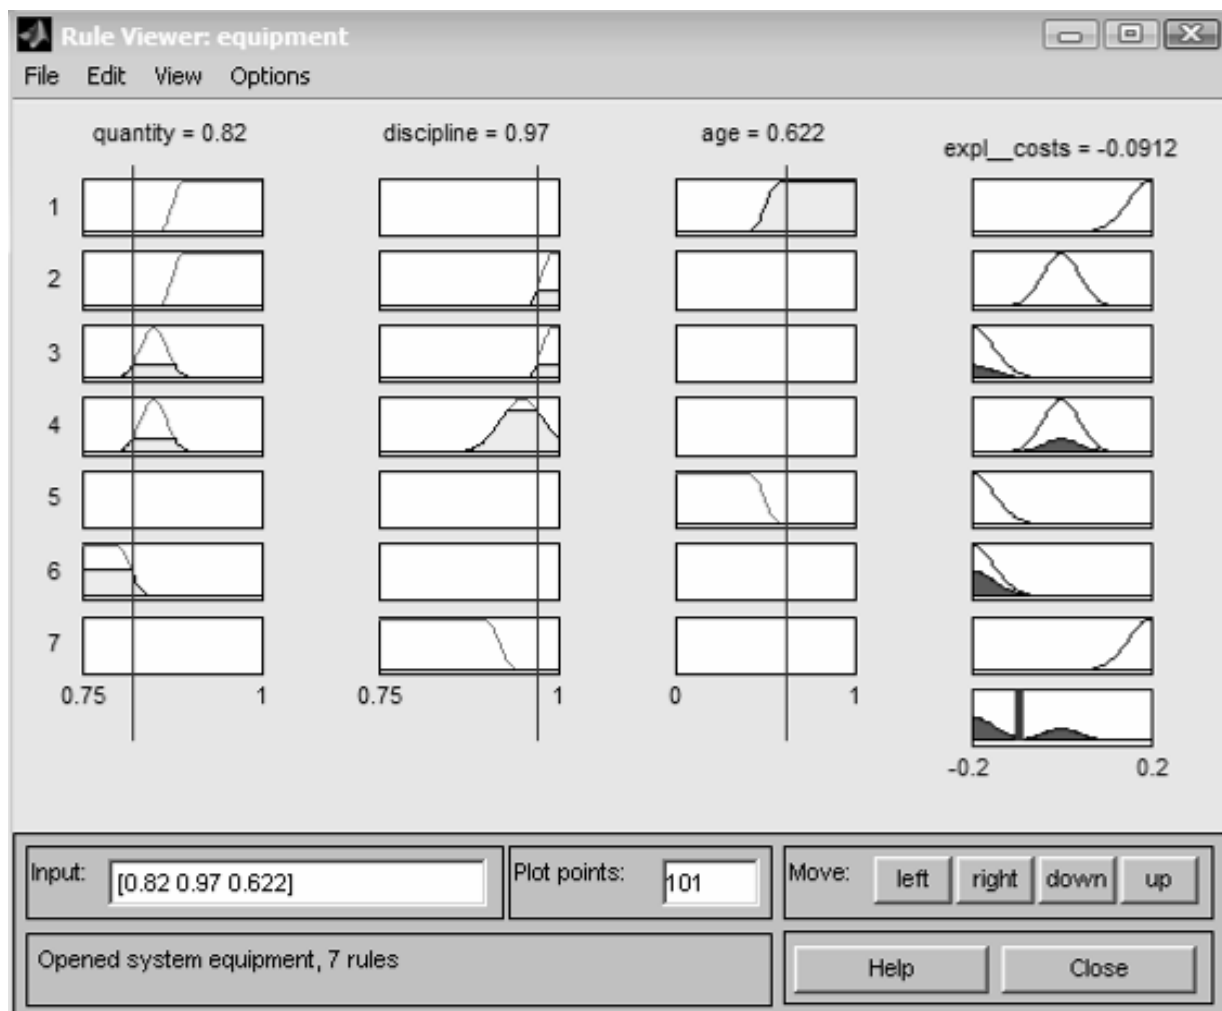 Rule Viewer: equipment
File Edit View Options
quantity = 0.82 discipline = 0.97 age = 0.622 expl__costs = -0.0912
1
2
3
4
5
6
7
0.75 1 0.75 1 0 1
-0.2 0.2
Input: [0.82 0.97 0.622] Plot points: 101 Move: left right down up
Opened system equipment, 7 rules Help Close